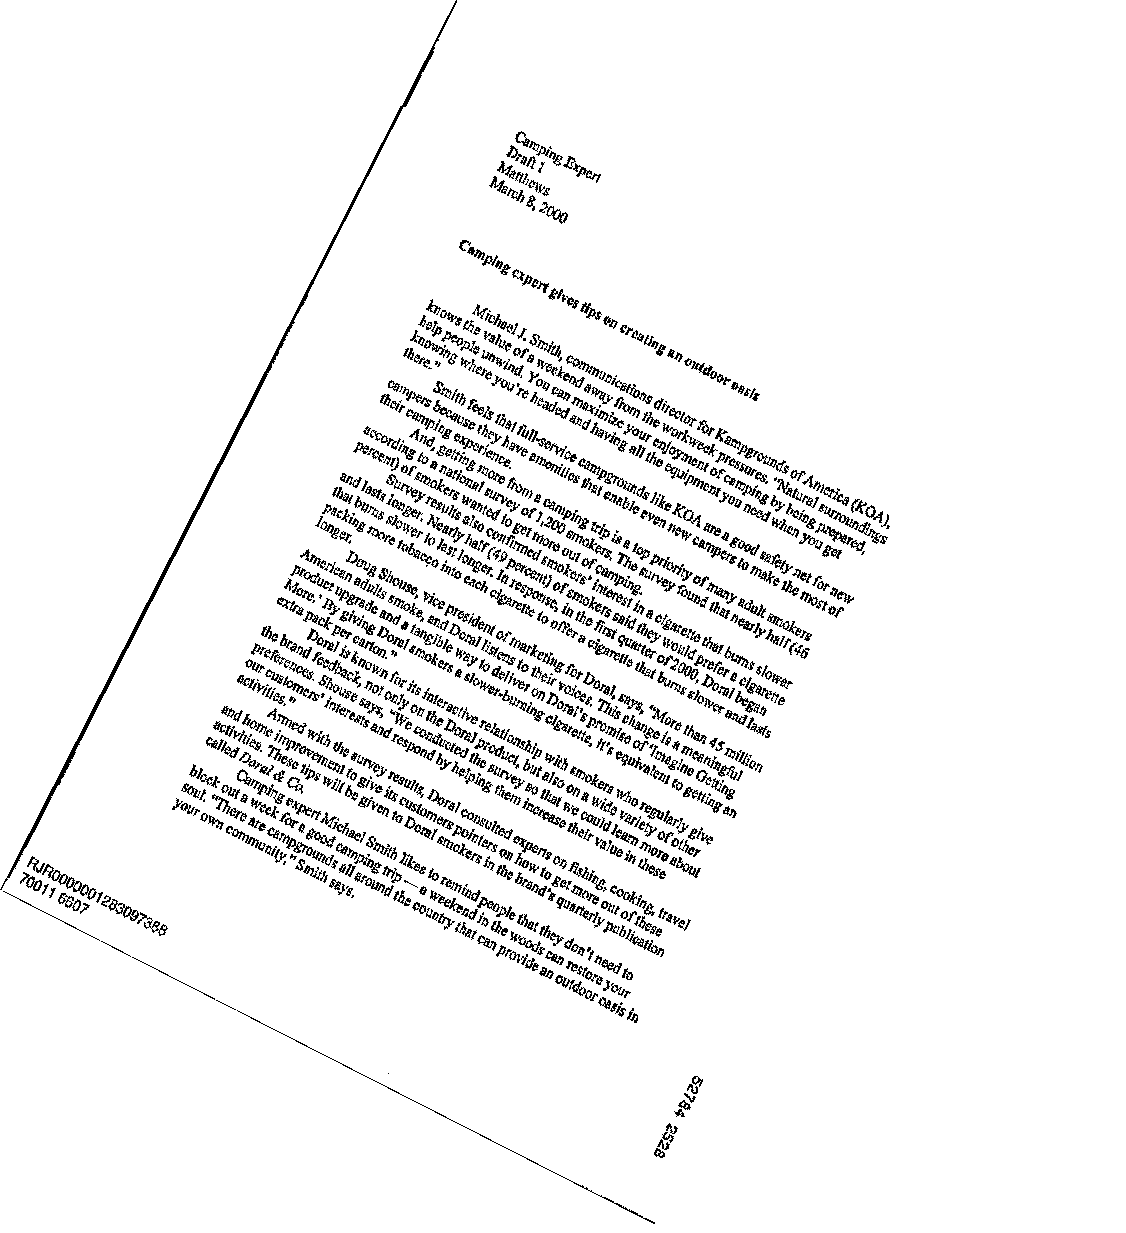 Camping Expert
Draft 1
Matthews
March 8, 2000
Camping expert gives tips on creating an outdoor oasis
Michael J. Smith, communications director for Kampgrounds of America (KOA),
knows the value of a weekend away from the workweek pressures. "Natural surroundings
help people unwind. You can maximize your enjoyment of camping by being prepared,
knowing where you're headed and having all the equipment you need when you get
there."
Smith feels that full-service campgrounds like KOA are a good safety net for new
campers because they have amenities that enable even new campers to make the most of
their camping experience.
And, getting more from a camping trip is a top priority of many adult smokers
according to a national survey of 1,200 smokers. The survey found that nearly half (46
percent) of smokers wanted to get more out of camping.
Survey results also confirmed smokers' interest in a cigarette that burns slower
and lasts longer. Nearly half (49 percent) of smokers said they would prefer a cigarette
that burns slower to last longer. In response, in the first quarter of 2000, Doral began
packing more tobacco into each cigarette to offer a cigarette that burns slower and lasts
longer.
Doug Shouse, vice president of marketing for Doral, says, "More than 45 million
American adults smoke, and Doral listens to their voices. This change is a meaningful
product upgrade and a tangible way to deliver on Doral's promise of 'Imagine Getting
More.' By giving Doral smokers a slower-burning cigarette, it's equivalent to getting an
extra pack per carton."
Doral is known for its interactive relationship with smokers who regularly give
the brand feedback, not only on the Doral product, but also on a wide variety of other
preferences. Shouse says, "We conducted the survey so that we could learn more about
our customers' interests and respond by helping them increase their value in these
activities."
Armed with the survey results, Doral consulted experts on fishing, cooking, travel
and home improvement to give its customers pointers on how to get more out of these
activities. These tips will be given to Doral smokers in the brand's quarterly publication
called Doral & Co.
Camping expert Michael Smith likes to remind people that they don't need to
block out a week for a good camping trip — a weekend in the woods can restore your
soul. "There are campgrounds all around the country that can provide an outdoor oasis in
your own community," Smith says.
RJR0000001283097388
70011 6607
52784 2528